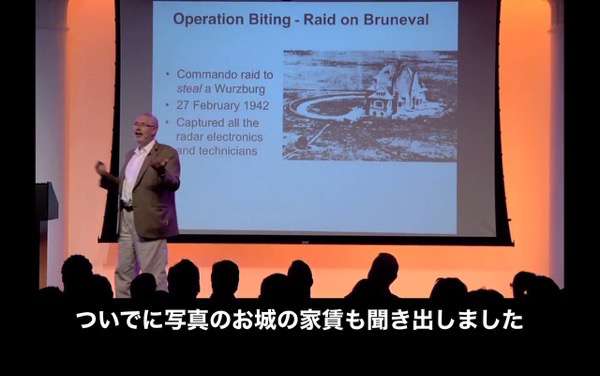 Operation Biting - Raid on Bruneval
• Commando raid to
steal a Wurzburg
• 27 February 1942
• Captured all the
radar electronics
and technicians
ついでに写真のお城の家賃も聞き出しました